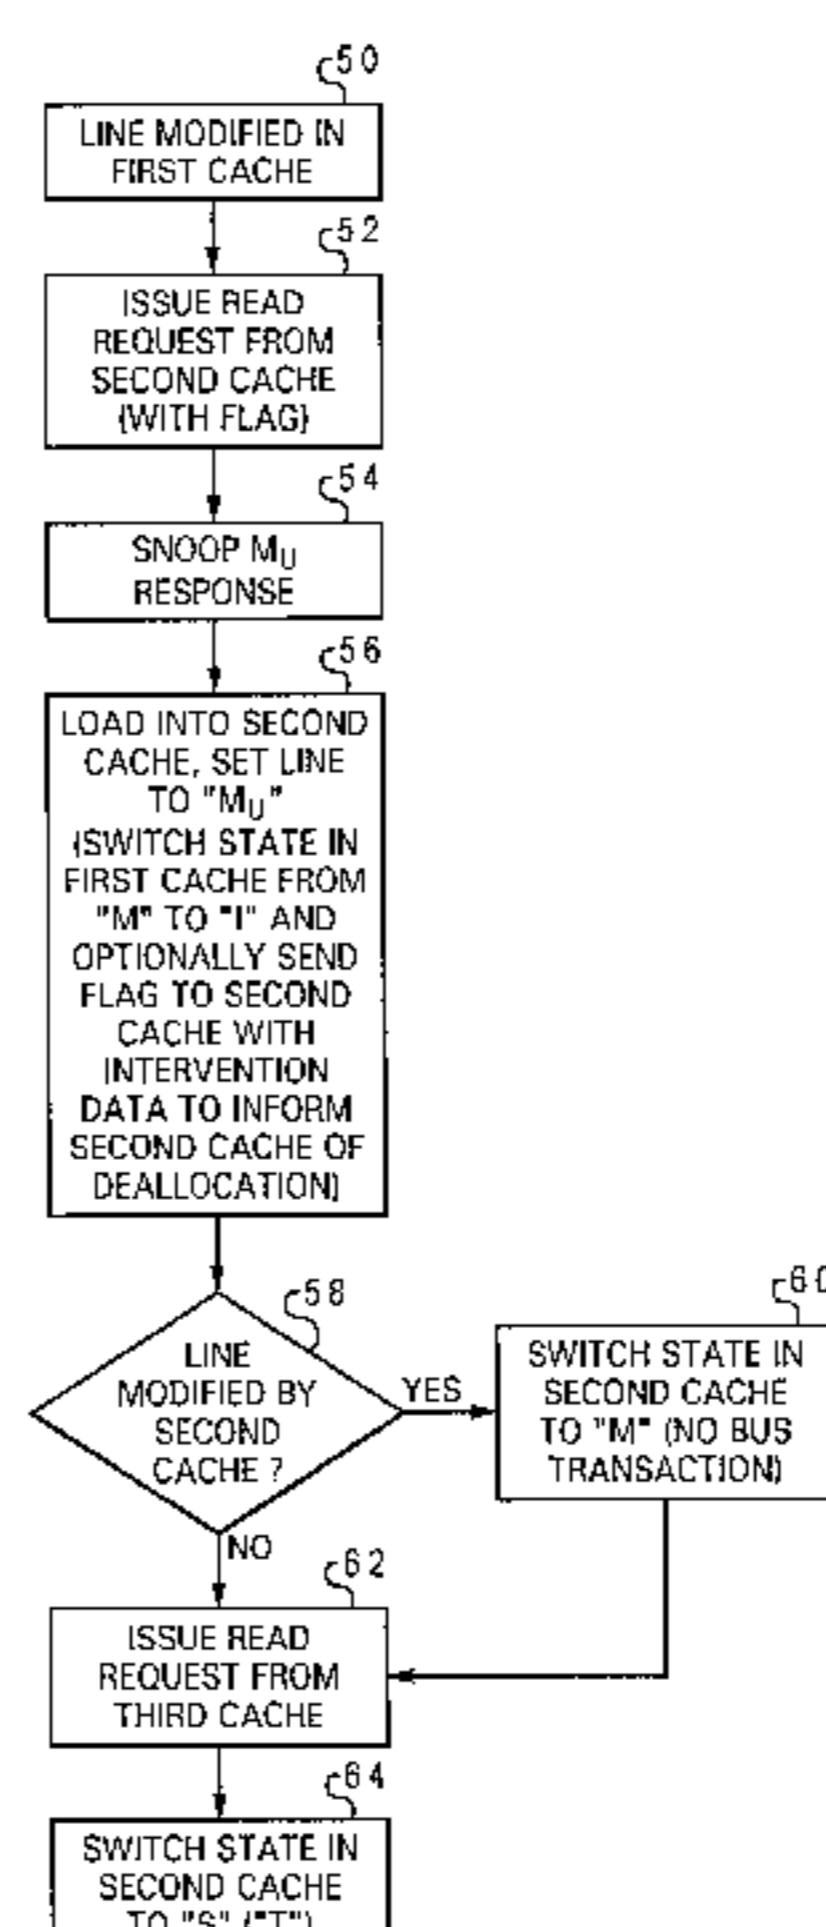 50
LINE MODIFIED IN
FIRST CACHE
52
ISSUE READ
REQUEST FROM
SECOND CACHE
(WITH FLAG)
54
SNOOP MU
RESPONSE
56
LOAD INTO SECOND
CACHE, SET LINE
TO "MU"
(SWITCH STATE IN
FIRST CACHE FROM
"M" TO "I" AND
OPTIONALLY SEND
FLAG TO SECOND
CACHE WITH
INTERVENTION
DATA TO INFORM
SECOND CACHE OF
DEALLOCATION)
58
LINE
MODIFIED BY
SECOND
CACHE ?
YES
60
SWITCH STATE IN
SECOND CACHE
TO "M" (NO BUS
TRANSACTION)
NO
62
ISSUE READ
REQUEST FROM
THIRD CACHE
64
SWITCH STATE IN
SECOND CACHE
TO "S" ("T")